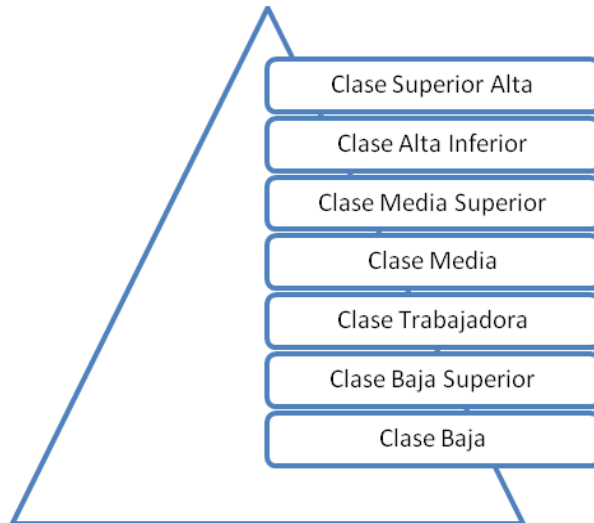 Clase Superior Alta
Clase Alta Inferior
Clase Media Superior
Clase Media
Clase Trabajadora
Clase Baja Superior
Clase Baja